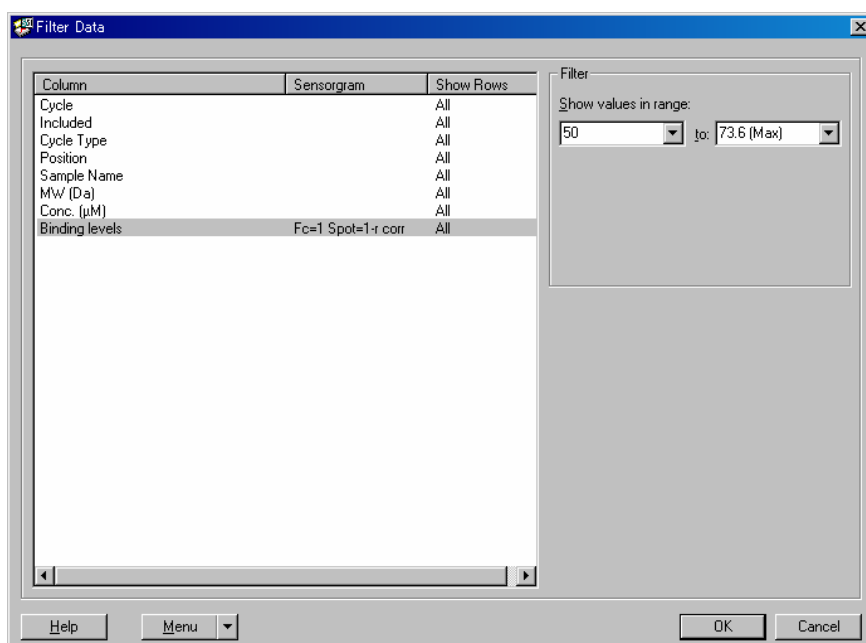 Filter Data
Column Sensorgram Show Rows
Cycle All
Included All
Cycle Type All
Position All
Sample Name All
MW (Da) All
Conc. (µM) All
Binding levels Fc=1 Spot=1-r corr All
Filter
Show values in range:
50 to: 73.6 (Max)
Help Menu OK Cancel